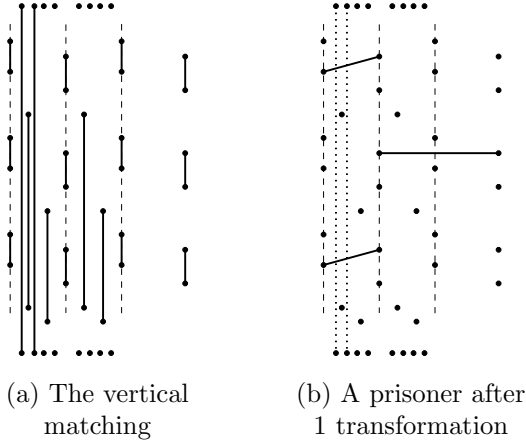 (a) The vertical
matching
(b) A prisoner after
1 transformation